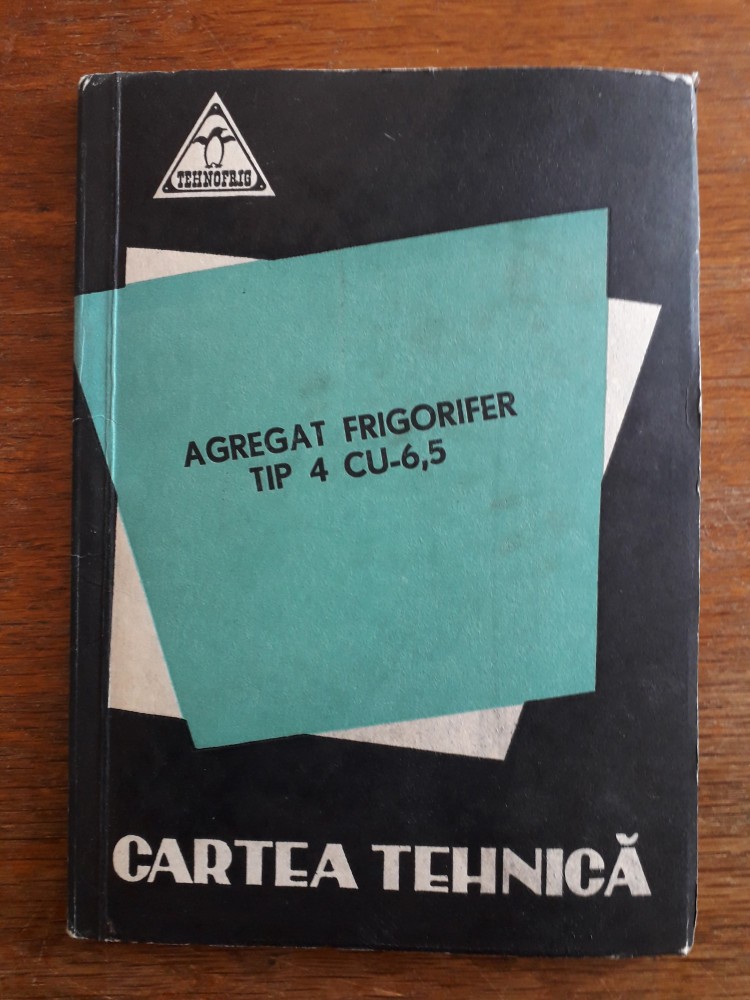 TEHNOFRIG
AGREGAT FRIGORIFER
TIP 4 CU-6,5
CARTEA TEHNICĂ